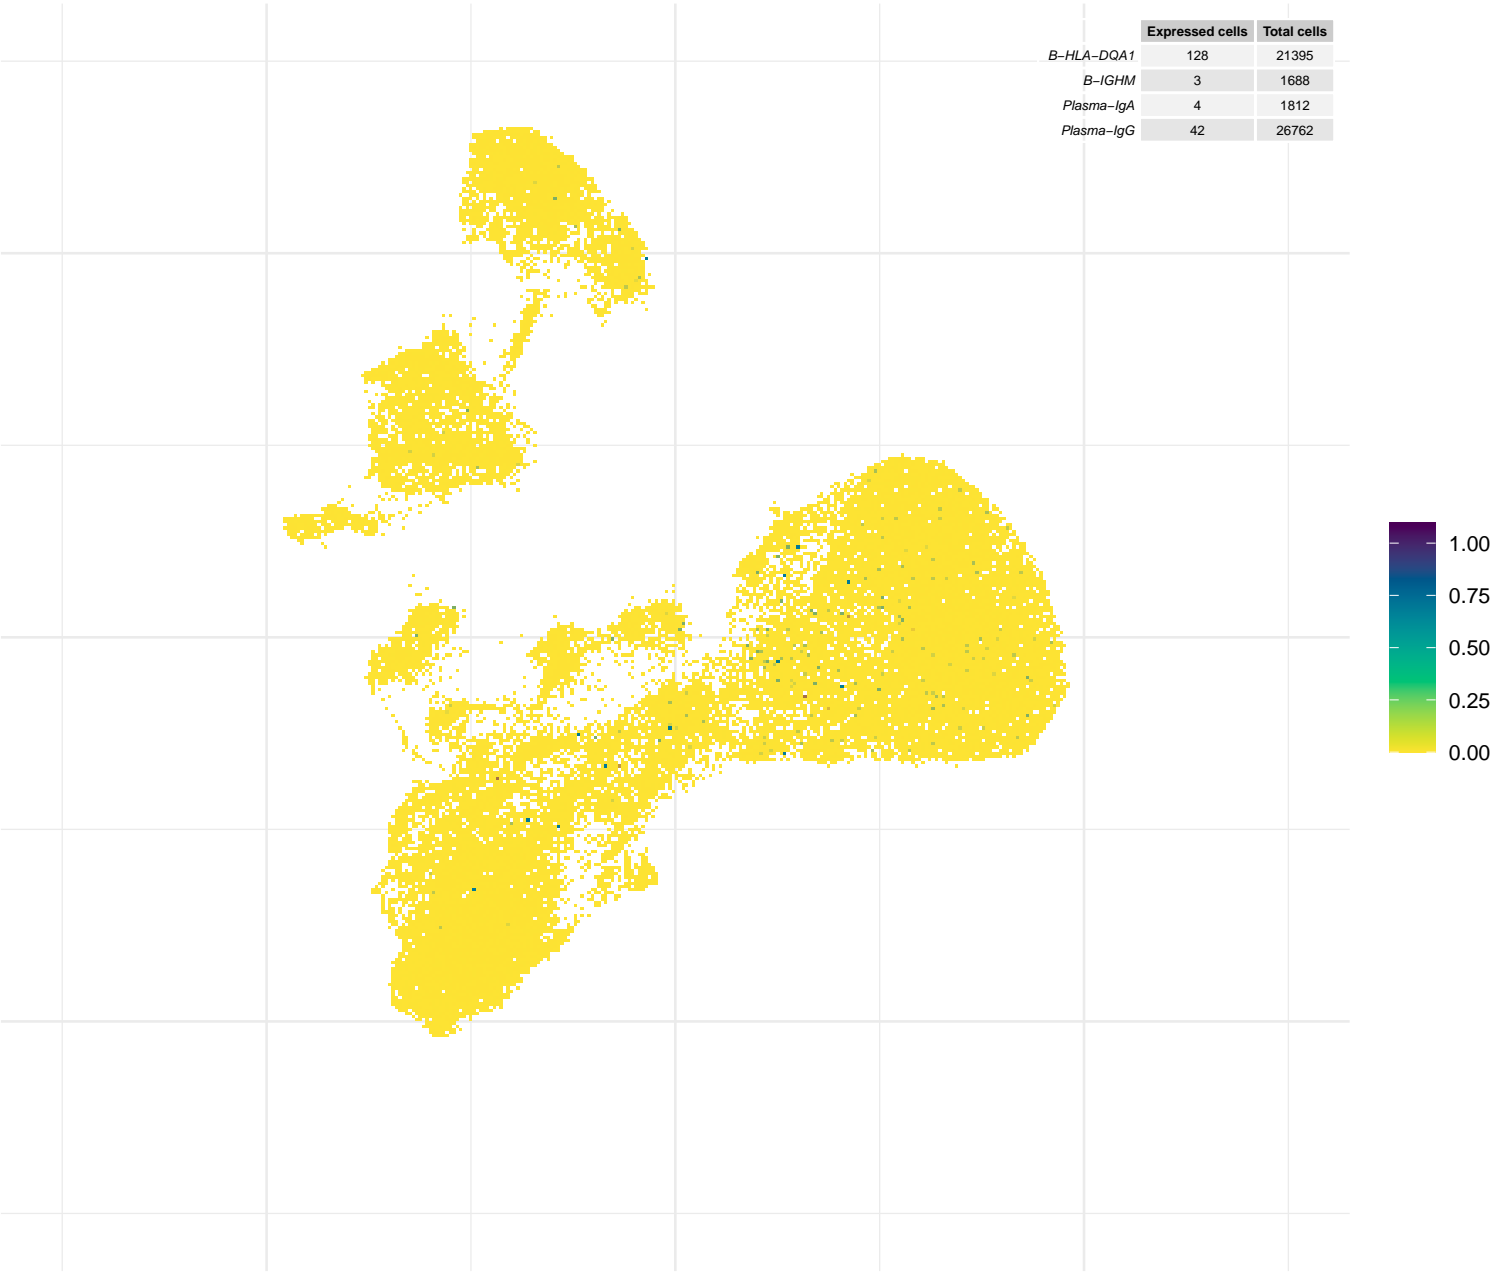 Expressed cells Total cells
B−HLA−DQA1 128 21395
B−IGHM 3 1688
Plasma−IgA 4 1812
Plasma−IgG 42 26762
1.00
0.75
0.50
0.25
0.00